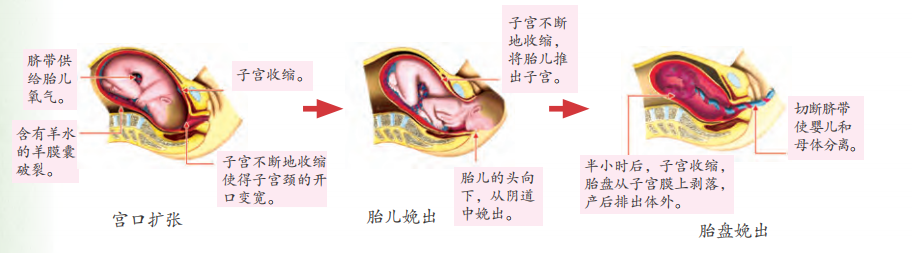 脐带供
给胎儿
氧气。
子宫收缩。
含有羊水
的羊膜囊
破裂。
子宫不断地收缩
使得子宫颈的开
口变宽。
宫口扩张
子宫不断
地收缩，
将胎儿推
出子宫。
胎儿的头向
下，从阴道
中娩出。
胎儿娩出
切断脐带
使婴儿和
母体分离。
半小时后，子宫收缩，
胎盘从子宫膜上剥落，
产后排出体外。
胎盘娩出